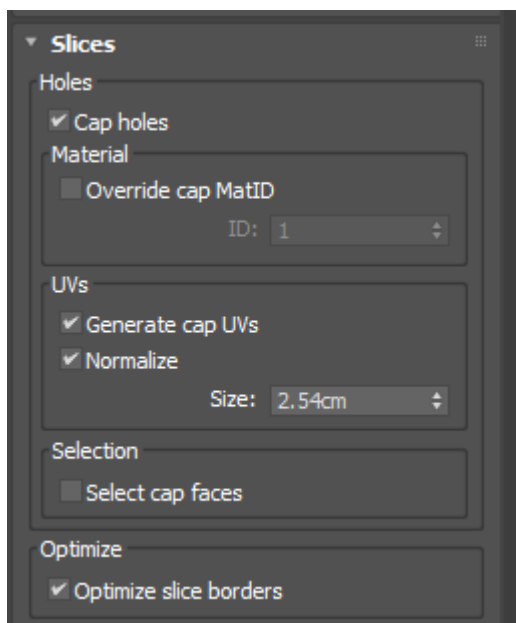 Slices
Holes
Cap holes
Material
Override cap MatID
ID: 1
UVs
Generate cap UVs
Normalize
Size: 2.54cm
Selection
Select cap faces
Optimize
Optimize slice borders